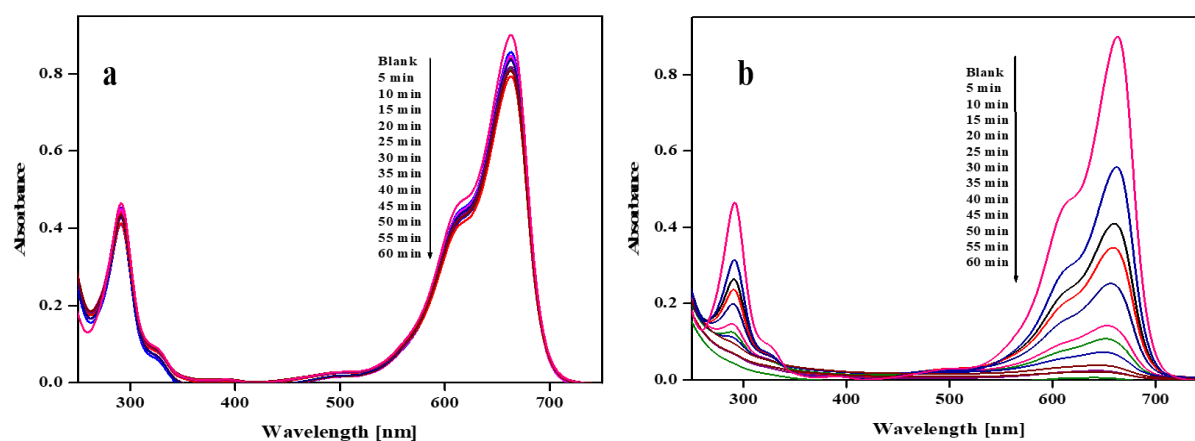 a
Blank
5 min
10 min
15 min
20 min
25 min
30 min
35 min
40 min
45 min
50 min
55 min
60 min
0.8
0.6
0.4
0.2
0.0
Absorbance
300 400 500 600 700
Wavelength [nm]
b
Blank
5 min
10 min
15 min
20 min
25 min
30 min
35 min
40 min
45 min
50 min
55 min
60 min
0.8
0.6
0.4
0.2
0.0
Absorbance
300 400 500 600 700
Wavelength [nm]